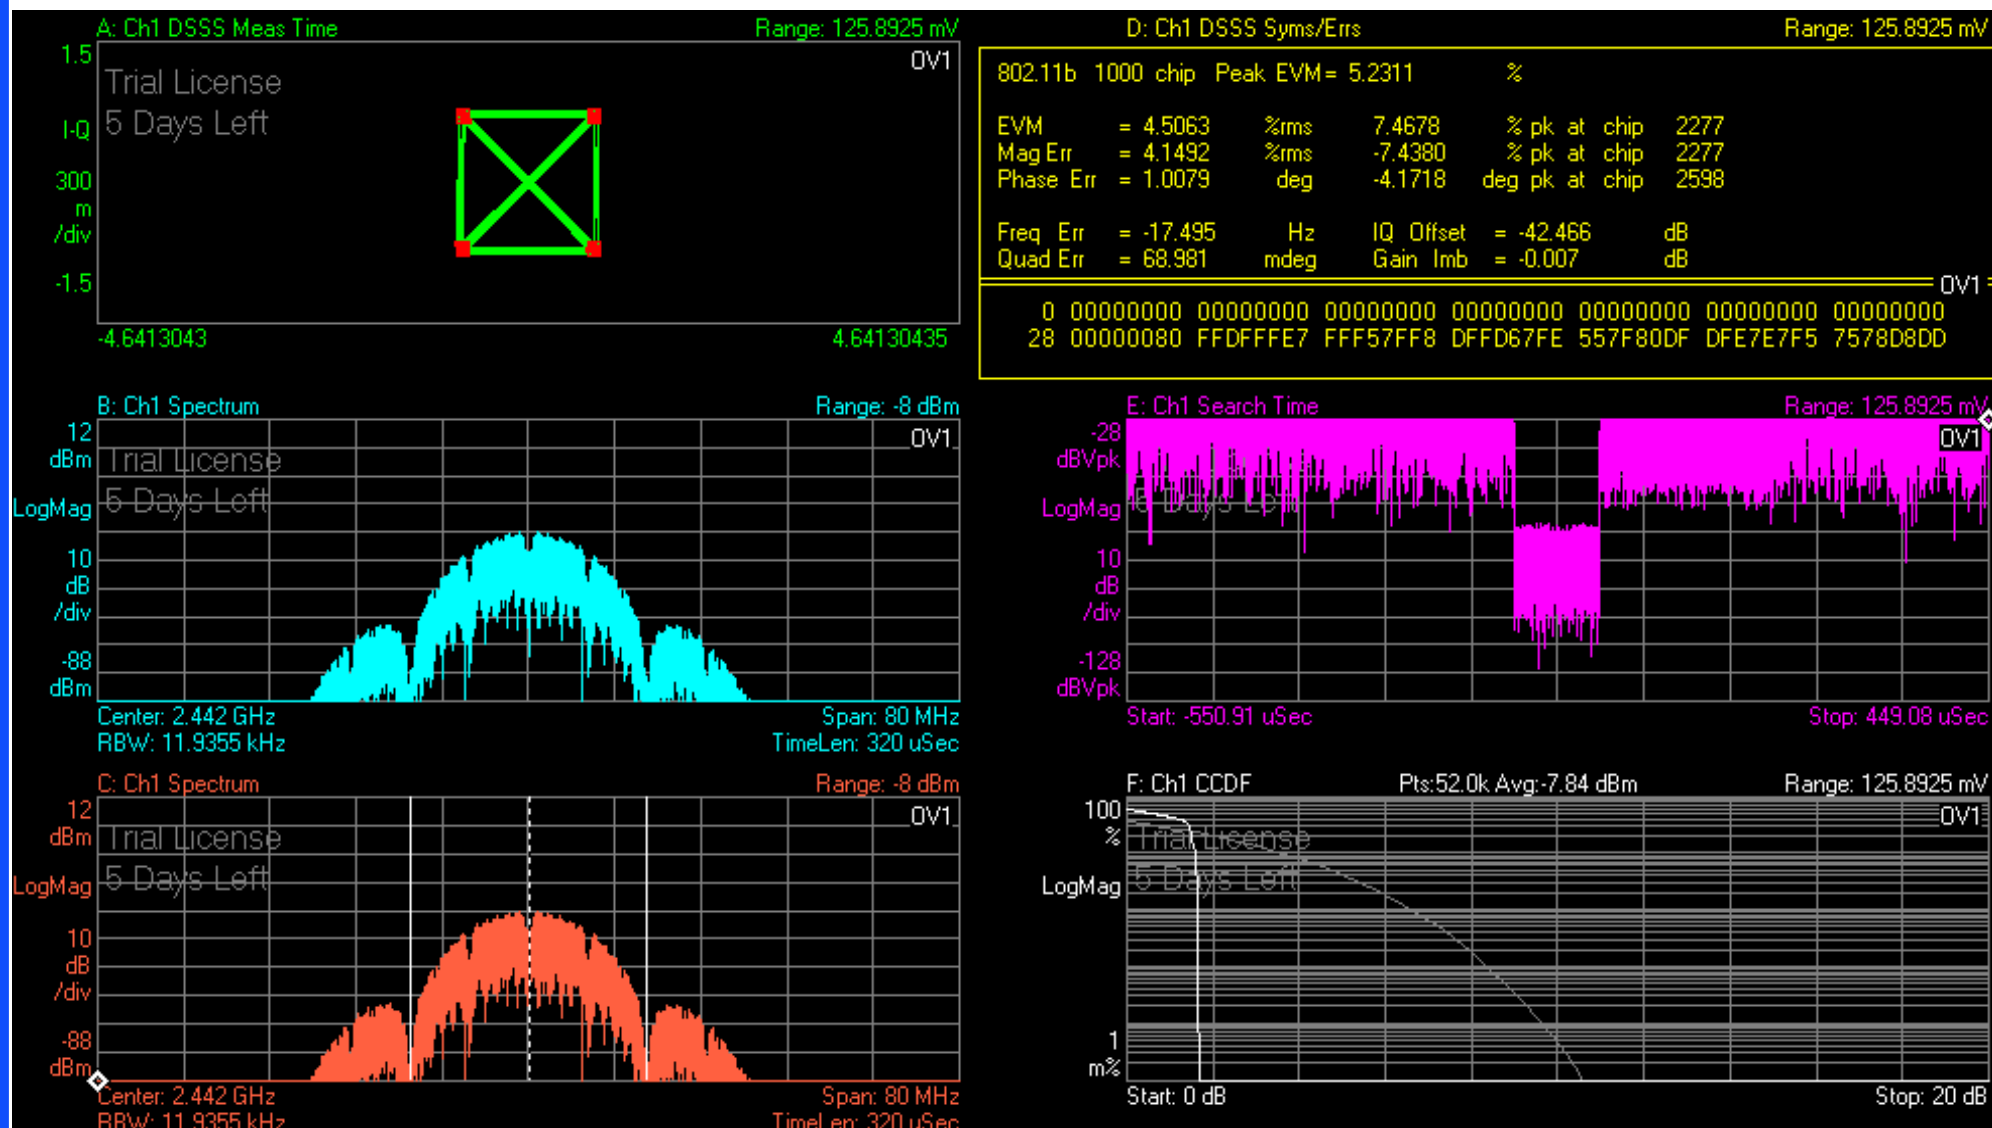 A: Ch1 DSSS Meas Time Range: 125.8925 mV
1.5
I-Q
300
m
/div
-1.5
Trial License
5 Days Left
OV1
-4.6413043 4.64130435
D: Ch1 DSSS Syms/Errs Range: 125.8925 mV
802.11b 1000 chip Peak EVM= 5.2311 %
EVM = 4.5063 %rms 7.4678 % pk at chip 2277
Mag Err = 4.1492 %rms -7.4380 % pk at chip 2277
Phase Err = 1.0079 deg -4.1718 deg pk at chip 2598
Freq Err = -17.495 Hz IQ Offset = -42.466 dB
Quad Err = 68.981 mdeg Gain Imb = -0.007 dB
OV1
0 00000000 00000000 00000000 00000000 00000000 00000000 00000000
28 00000080 FFDFFFE7 FFF57FF8 DFFD67FE 557F80DF DFE7E7F5 7578D8DD
B: Ch1 Spectrum Range: -8 dBm
12
dBm
LogMag
10
dB
/div
-88
dBm
Trial License
5 Days Left
OV1
Center: 2.442 GHz Span: 80 MHz
RBW: 11.9355 kHz TimeLen: 320 uSec
E: Ch1 Search Time Range: 125.8925 mV
-28
dBVpk
LogMag
10
dB
/div
-128
dBVpk
5 Days Left
OV1
Start: -550.91 uSec Stop: 449.08 uSec
C: Ch1 Spectrum Range: -8 dBm
12
dBm
LogMag
10
dB
/div
-88
dBm
Trial License
5 Days Left
OV1
Center: 2.442 GHz Span: 80 MHz
RBW: 11.9355 kHz TimeLen: 320 uSec
F: Ch1 CCDF Pts:52.0k Avg:-7.84 dBm Range: 125.8925 mV
100
%
LogMag
1
m%
Trial License
5 Days Left
OV1
Start: 0 dB Stop: 20 dB